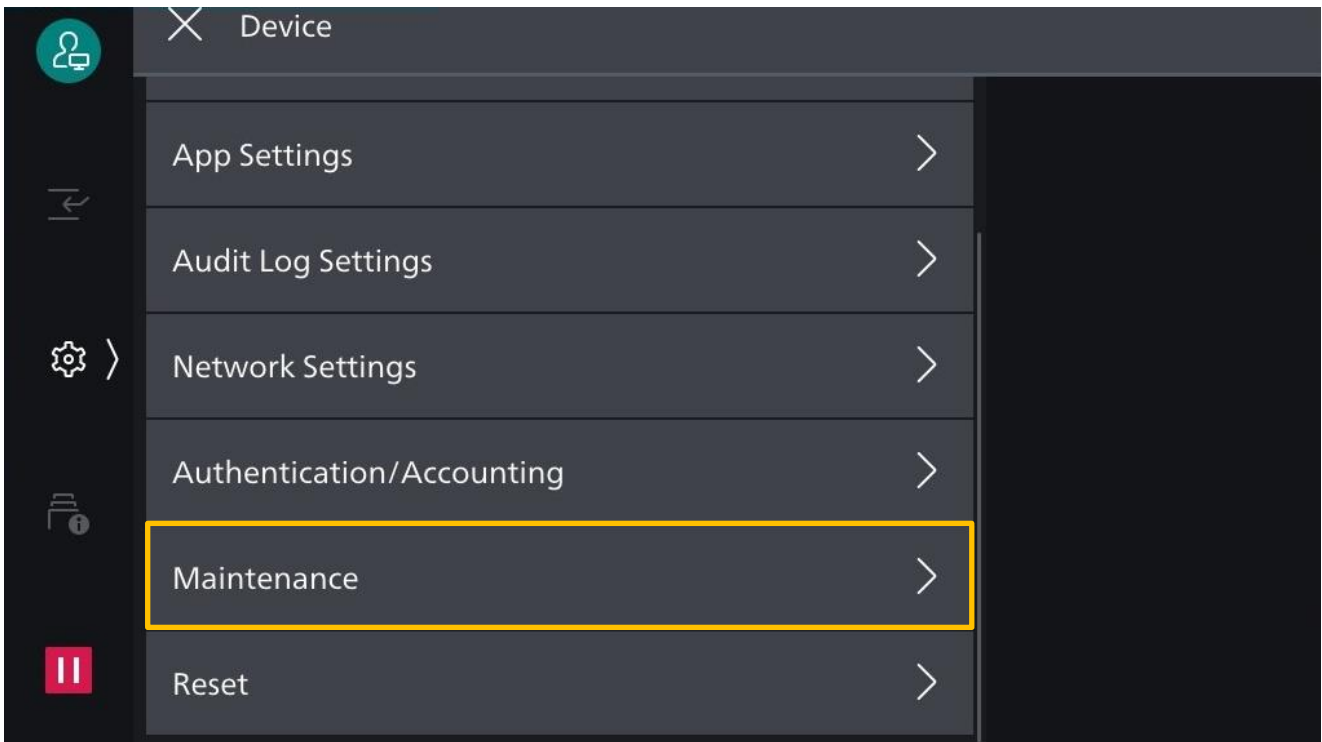 Device
App Settings
Audit Log Settings
Network Settings
Authentication/Accounting
Maintenance
Reset